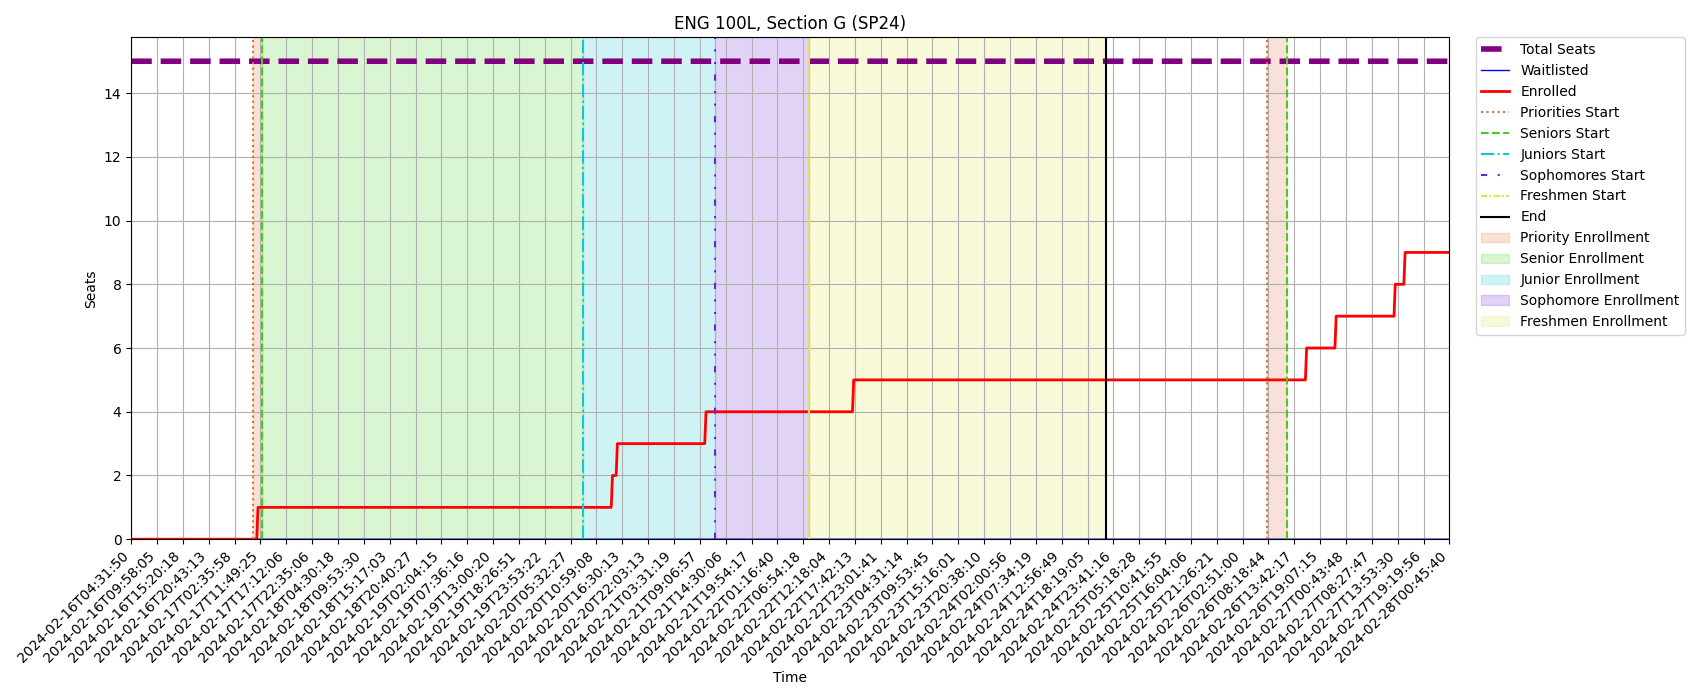 ENG 100L, Section G (SP24)
Total Seats
Waitlisted
Enrolled
Priorities Start
Seniors Start
Juniors Start
Sophomores Start
Freshmen Start
End
Priority Enrollment
Senior Enrollment
Junior Enrollment
Sophomore Enrollment
Freshmen Enrollment
Seats
14
12
10
8
6
4
2
0
2024-02-16T04:31:50
2024-02-16T09:58:05
2024-02-16T15:20:18
2024-02-16T20:43:13
2024-02-17T02:35:58
2024-02-17T11:49:25
2024-02-17T17:12:06
2024-02-17T22:35:06
2024-02-18T04:30:18
2024-02-18T09:53:30
2024-02-18T15:17:03
2024-02-18T20:40:27
2024-02-19T02:04:15
2024-02-19T07:36:16
2024-02-19T13:00:20
2024-02-19T18:26:51
2024-02-19T23:53:22
2024-02-20T05:32:27
2024-02-20T10:59:08
2024-02-20T16:30:13
2024-02-20T22:03:13
2024-02-21T03:31:19
2024-02-21T09:06:57
2024-02-21T14:30:06
2024-02-21T19:54:17
2024-02-22T01:16:40
2024-02-22T06:54:18
2024-02-22T12:18:04
2024-02-22T17:42:13
2024-02-22T23:01:41
2024-02-23T04:31:14
2024-02-23T09:53:45
2024-02-23T15:16:01
2024-02-23T20:38:10
2024-02-24T02:00:56
2024-02-24T07:34:19
2024-02-24T12:56:49
2024-02-24T18:19:05
2024-02-24T23:41:16
2024-02-25T05:18:28
2024-02-25T10:41:55
2024-02-25T16:04:06
2024-02-25T21:26:21
2024-02-26T02:51:00
2024-02-26T08:18:44
2024-02-26T13:42:17
2024-02-26T19:07:15
2024-02-27T00:43:48
2024-02-27T08:27:47
2024-02-27T13:53:30
2024-02-27T19:19:56
2024-02-28T00:45:40
Time